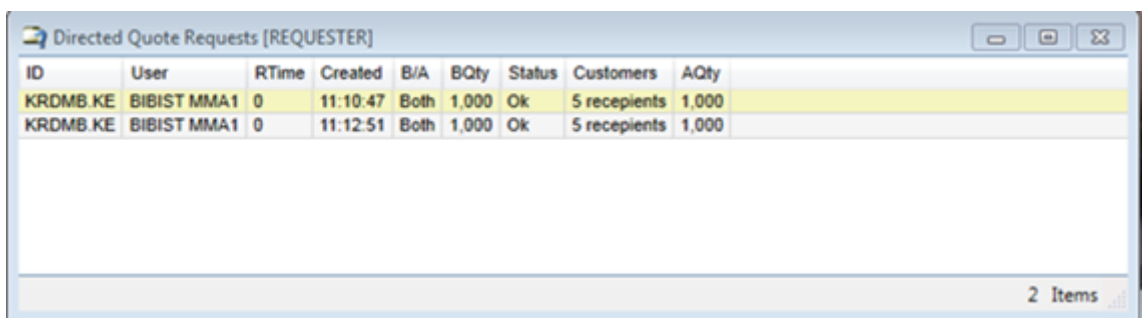 Directed Quote Requests [REQUESTER]
ID User RTime Created B/A BQty Status Customers AQty
KRDMB.KE BIBIST MMA1 0 11:10:47 Both 1,000 Ok 5 recepients 1,000
KRDMB.KE BIBIST MMA1 0 11:12:51 Both 1,000 Ok 5 recepients 1,000
2 Items